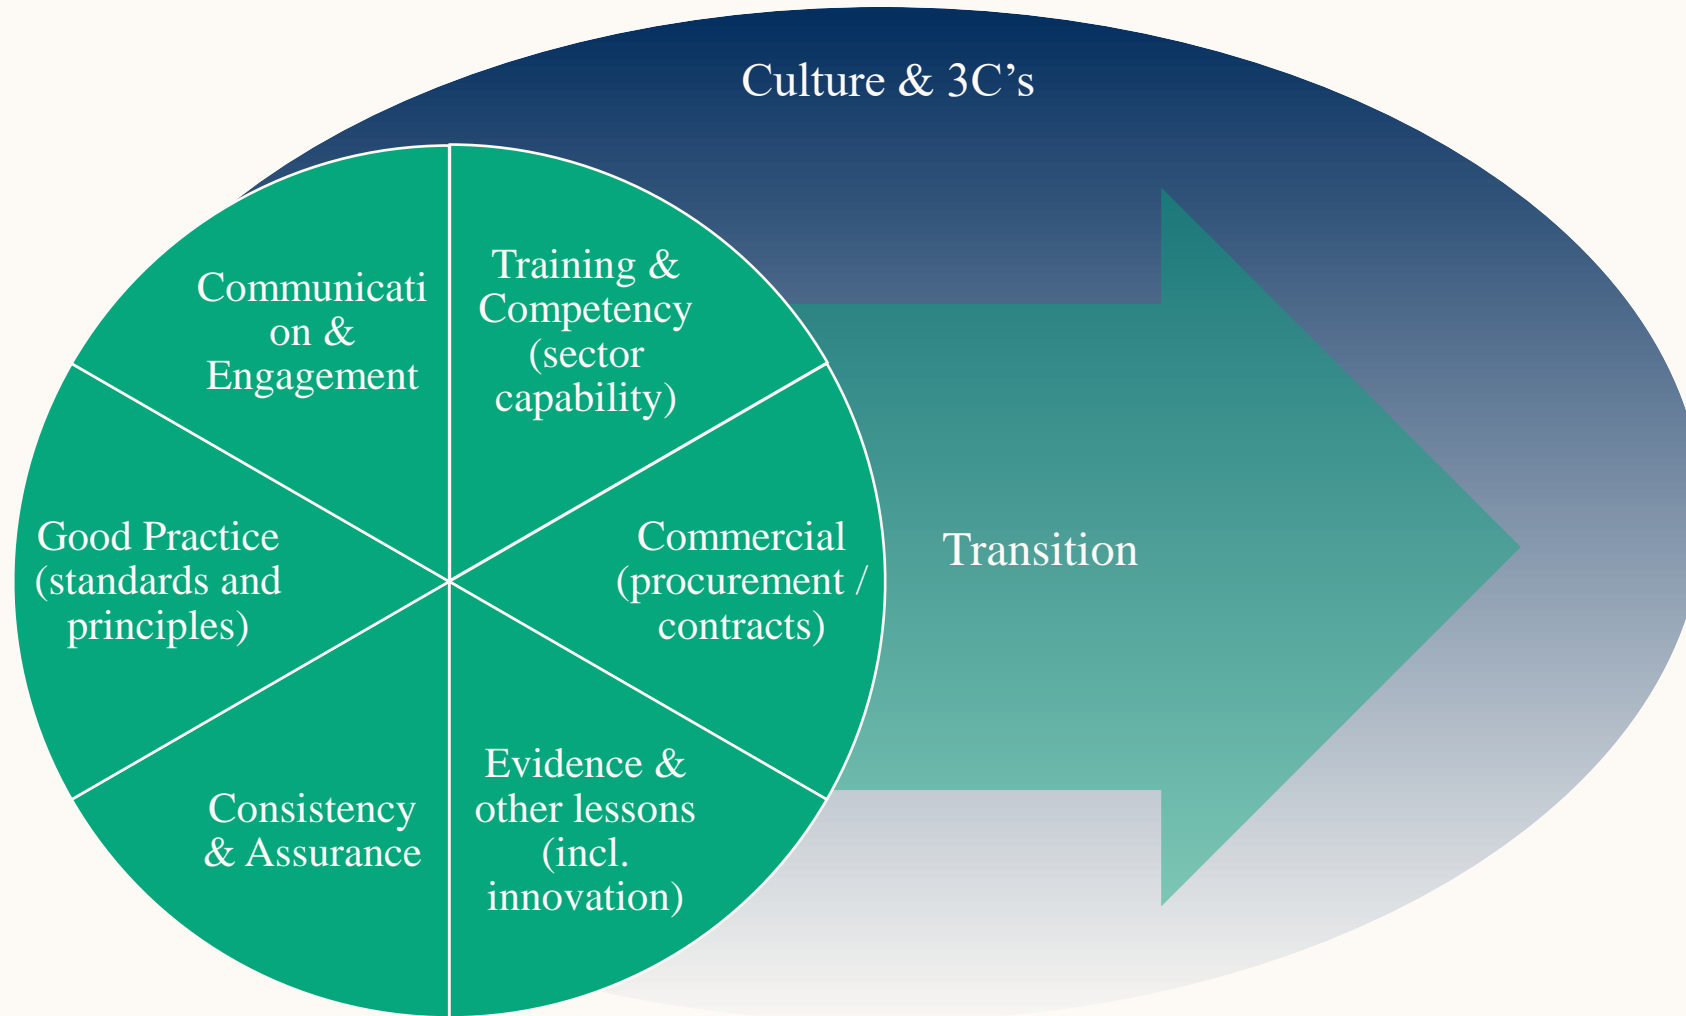 Culture & 3C’s
Communicati
on &
Engagement
Training &
Competency
(sector
capability)
Good Practice
(standards and
principles)
Commercial
(procurement /
contracts)
Transition
Consistency
& Assurance
Evidence &
other lessons
(incl.
innovation)